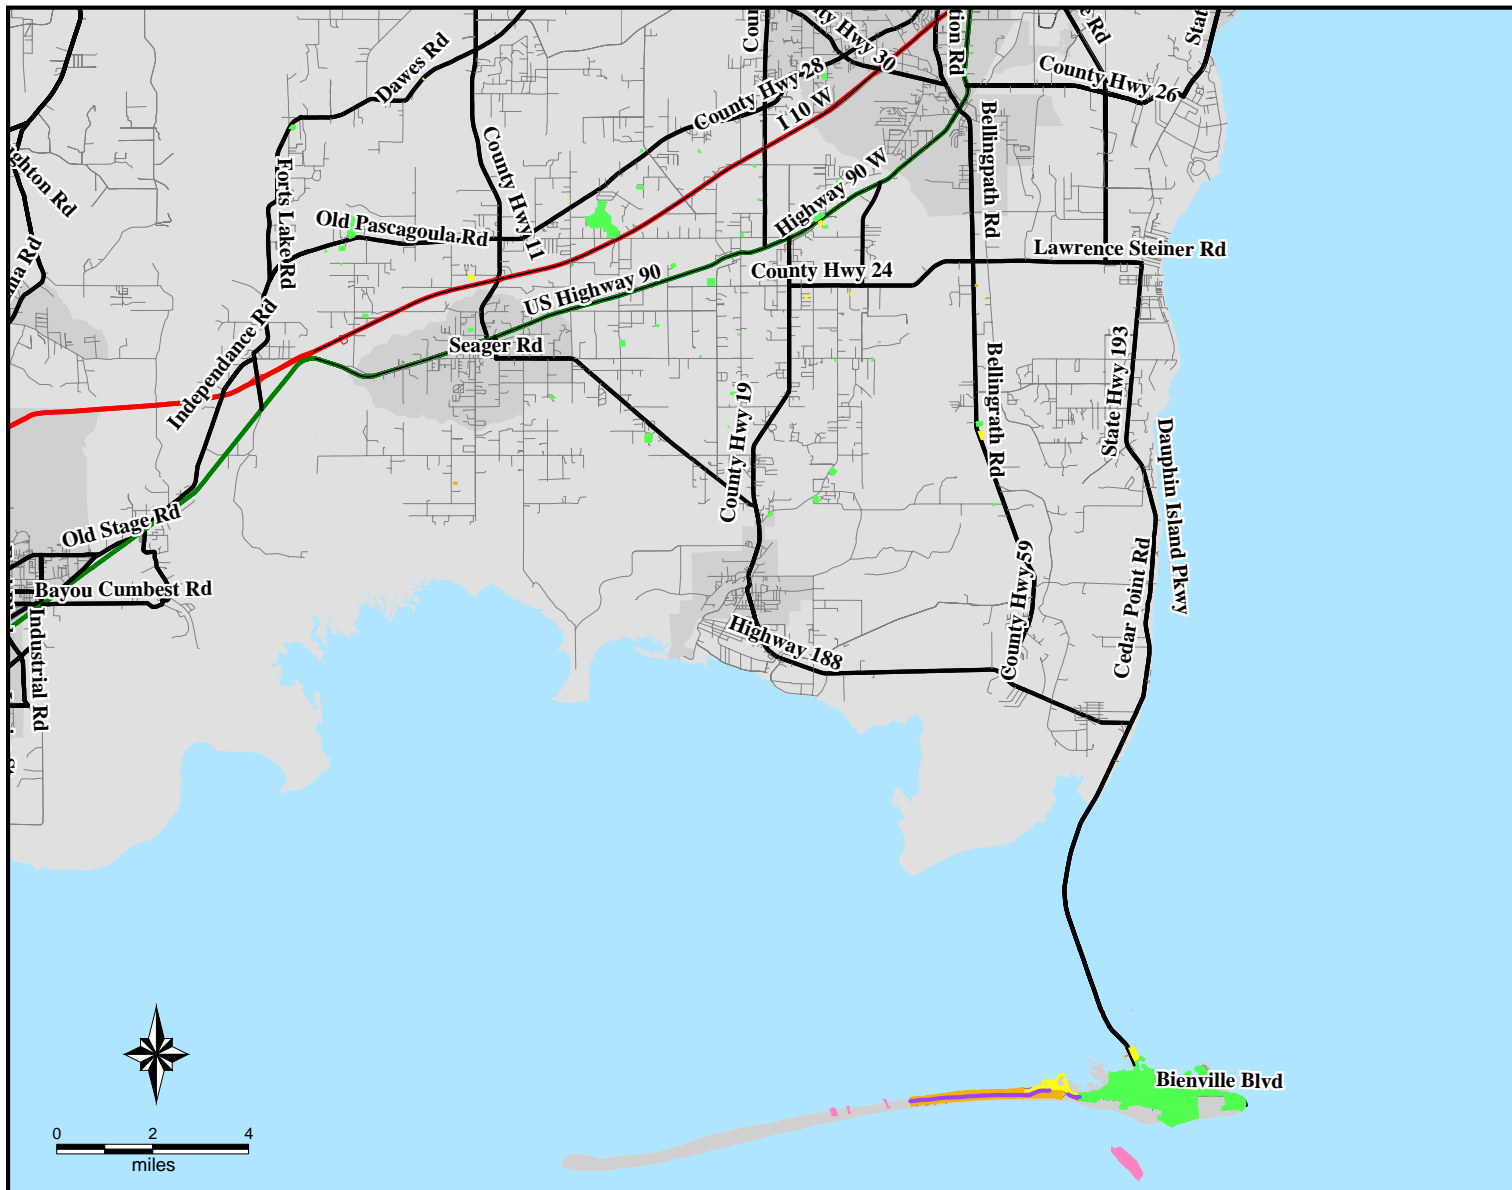 Dawes Rd
County Hwy 28
I 10 W
Hwy 30
County Hwy 26
Bellingpath Rd
County Hwy 11
Forts Lake Rd
Old Pascagoula Rd
Highway 90 W
Lawrence Steiner Rd
County Hwy 24
US Highway 90
Independance Rd
Seager Rd
State Hwy 193
Bellingrath Rd
County Hwy 19
Dauphin Island Pkwy
Old Stage Rd
Bayou Cumbest Rd
Industrial Rd
Highway 188
County Hwy 59
Cedar Point Rd
Bienville Blvd
0 2 4
miles